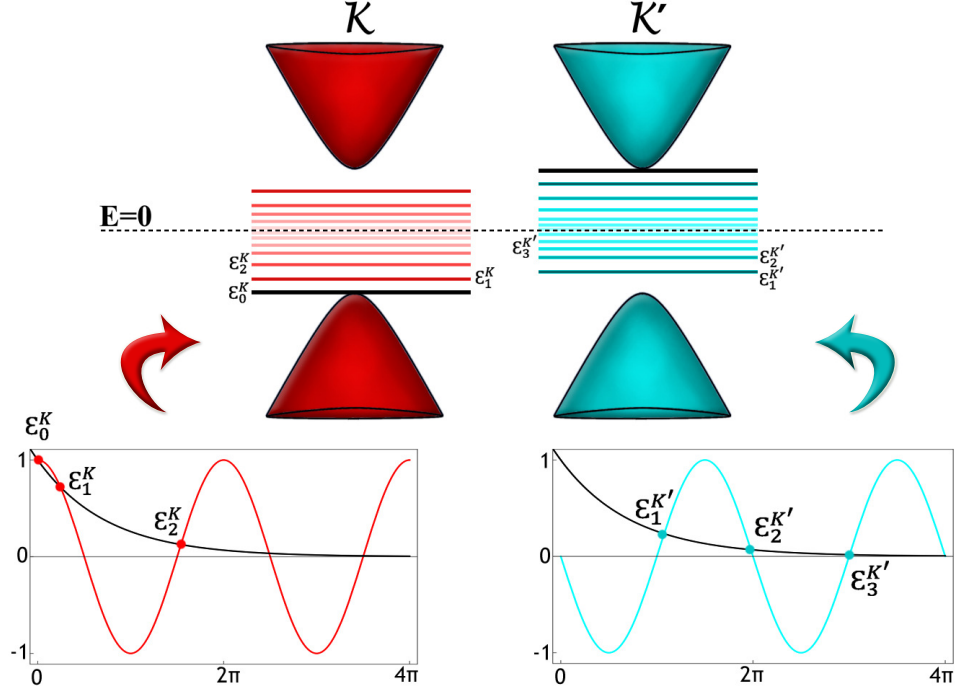 K K′
E=0
ε₃ᴷ′
ε₂ᴷ ε₂ᴷ′
ε₁ᴷ ε₁ᴷ′
ε₀ᴷ
ε₀ᴷ
1
ε₁ᴷ
ε₂ᴷ
0
-1
0 2π 4π
1
ε₁ᴷ′ ε₂ᴷ′
0
ε₃ᴷ′
-1
0 2π 4π